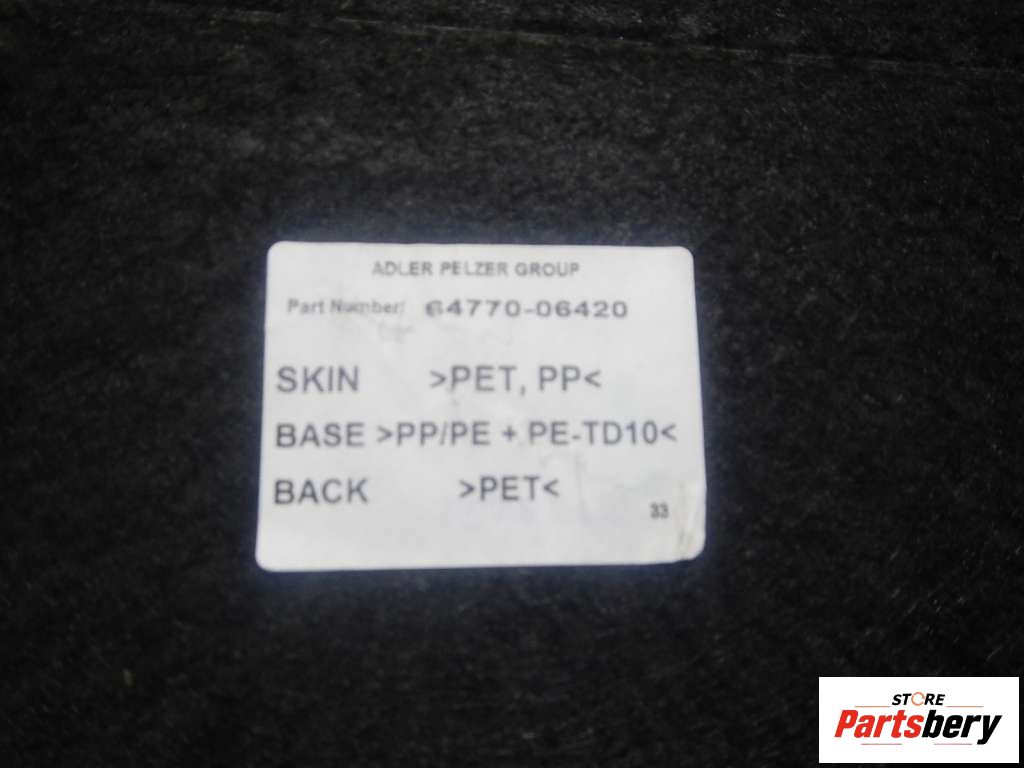 ADLER PELZER GROUP
Part Number/ 64770-06420
SKIN >PET, PP<
BASE >PP/PE + PE-TD10<
BACK >PET<
33
STORE
Partsbery